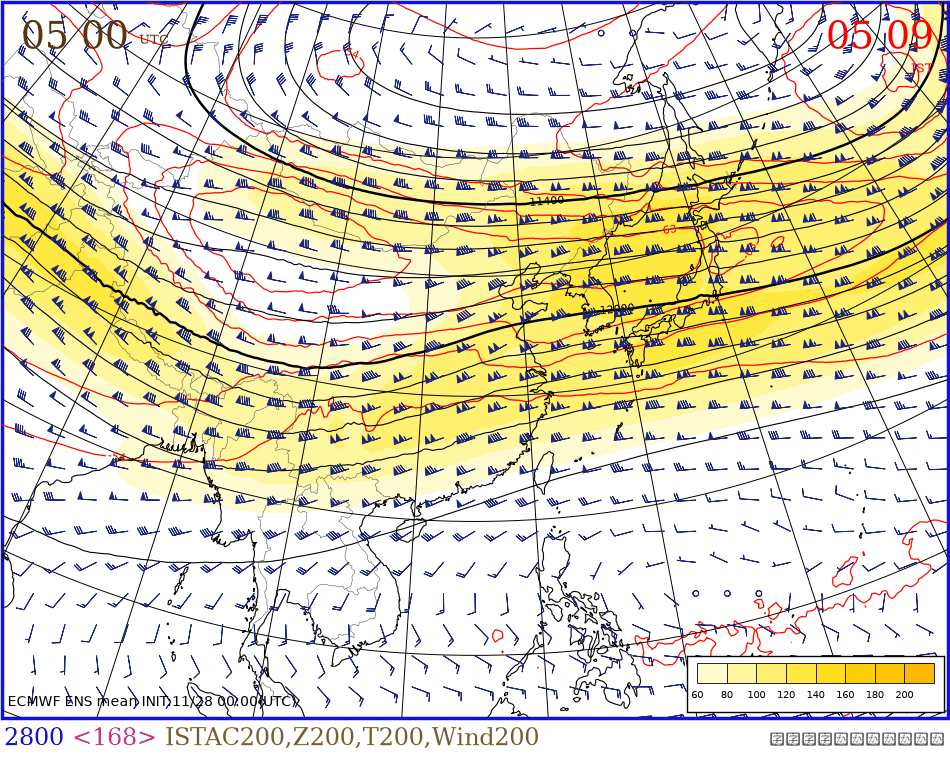 05 00 UTC
05 09
JST
11400
63
12000
ECMWF ENS mean INIT:11/28 00:00(UTC)
60 80 100 120 140 160 180 200
2800 <168> ISTAC200,Z200,T200,Wind200